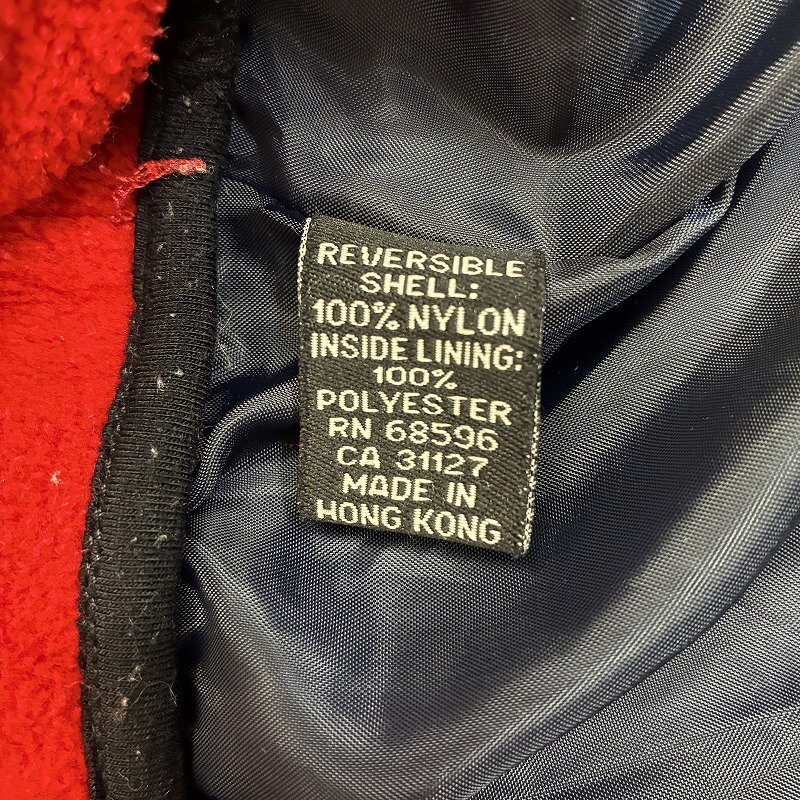 REVERSIBLE
SHELL:
100% NYLON
INSIDE LINING:
100%
POLYESTER
RN 68596
CA 31127
MADE IN
HONG KONG